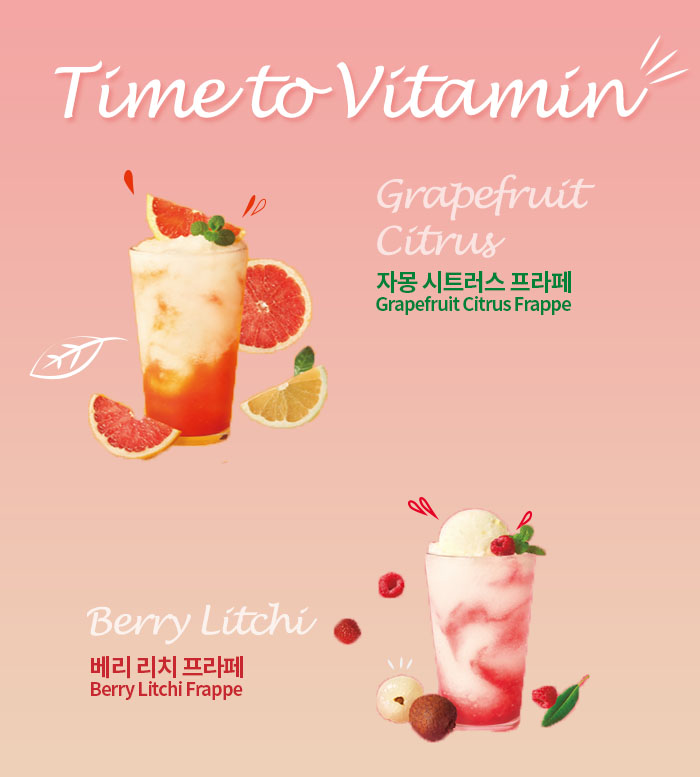 Time to Vitamin
Grapefruit
Citrus
자몽 시트러스 프라페
Grapefruit Citrus Frappe
Berry Litchi
베리 리치 프라페
Berry Litchi Frappe